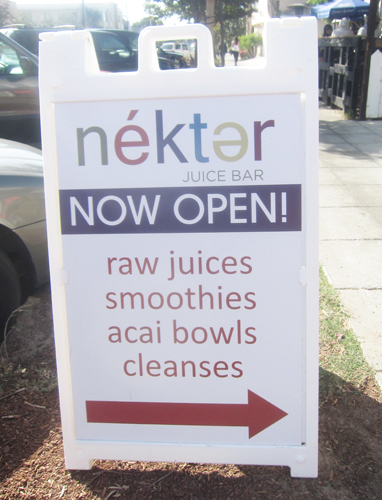 néktər
JUICE BAR
NOW OPEN!
raw juices
smoothies
acai bowls
cleanses